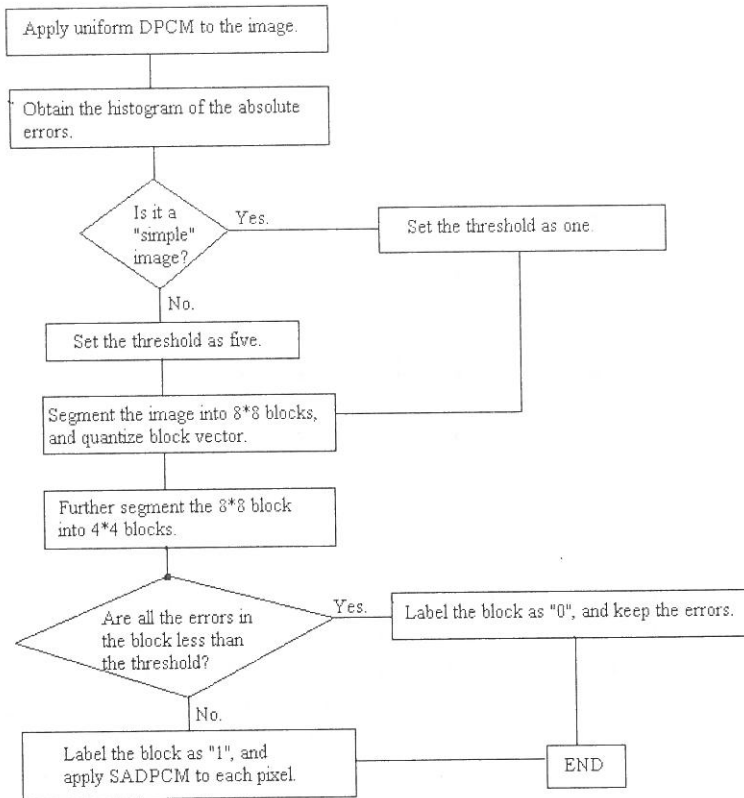 Apply uniform DPCM to the image.
Obtain the histogram of the absolute
errors.
Is it a
"simple"
image?
Yes.
Set the threshold as one.
No.
Set the threshold as five.
Segment the image into 8*8 blocks,
and quantize block vector.
Further segment the 8*8 block
into 4*4 blocks.
Are all the errors in
the block less than
the threshold?
Yes.
Label the block as "0", and keep the errors.
No.
Label the block as "1", and
apply SADPCM to each pixel.
END